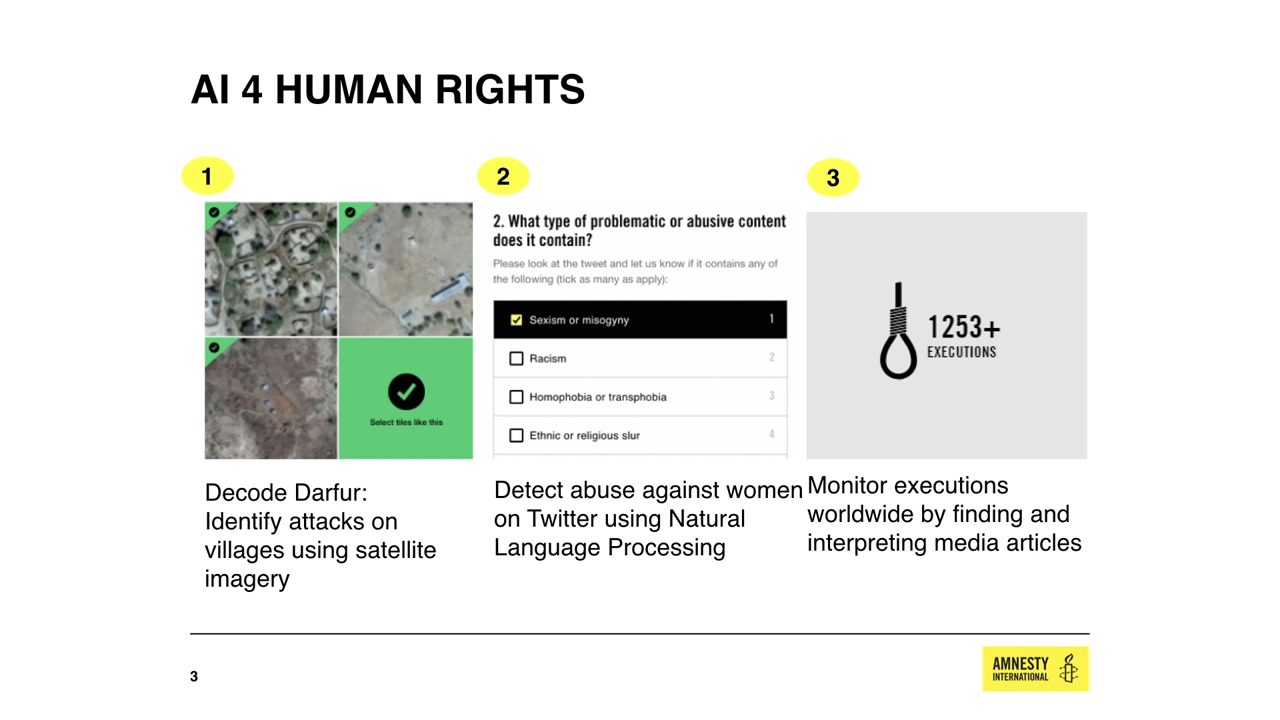 AI 4 HUMAN RIGHTS
1
Select tiles like this
Decode Darfur:
Identify attacks on
villages using satellite
imagery
2
2. What type of problematic or abusive content
does it contain?
Please look at the tweet and let us know if it contains any of
the following (tick as many as apply):
Sexism or misogyny 1
Racism 2
Homophobia or transphobia 3
Ethnic or religious slur 4
Detect abuse against women
on Twitter using Natural
Language Processing
3
1253+
EXECUTIONS
Monitor executions
worldwide by finding and
interpreting media articles
3
AMNESTY
INTERNATIONAL